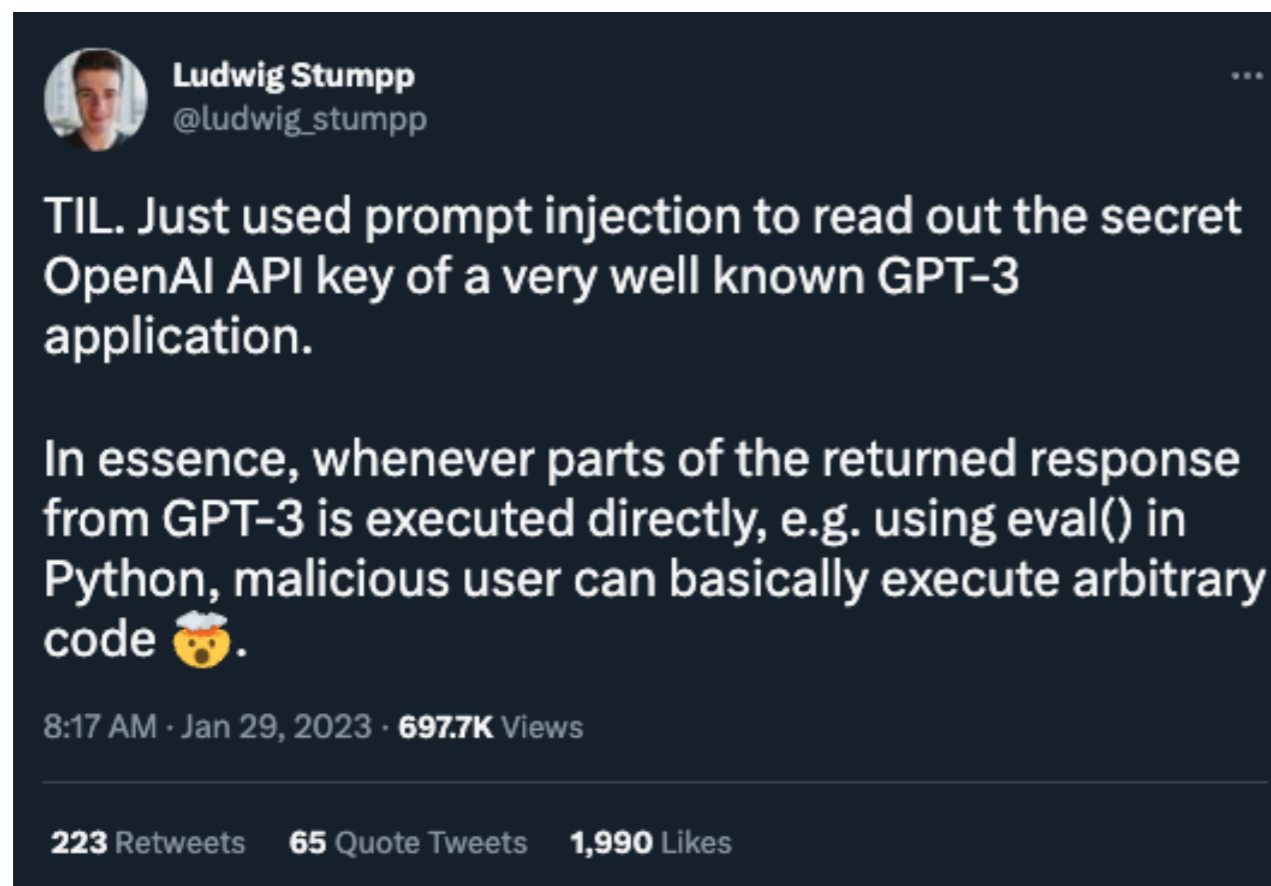 Ludwig Stumpp
@ludwig_stumpp
TIL. Just used prompt injection to read out the secret
OpenAI API key of a very well known GPT-3
application.
In essence, whenever parts of the returned response
from GPT-3 is executed directly, e.g. using eval() in
Python, malicious user can basically execute arbitrary
code 🤯.
8:17 AM · Jan 29, 2023 · 697.7K Views
223 Retweets 65 Quote Tweets 1,990 Likes